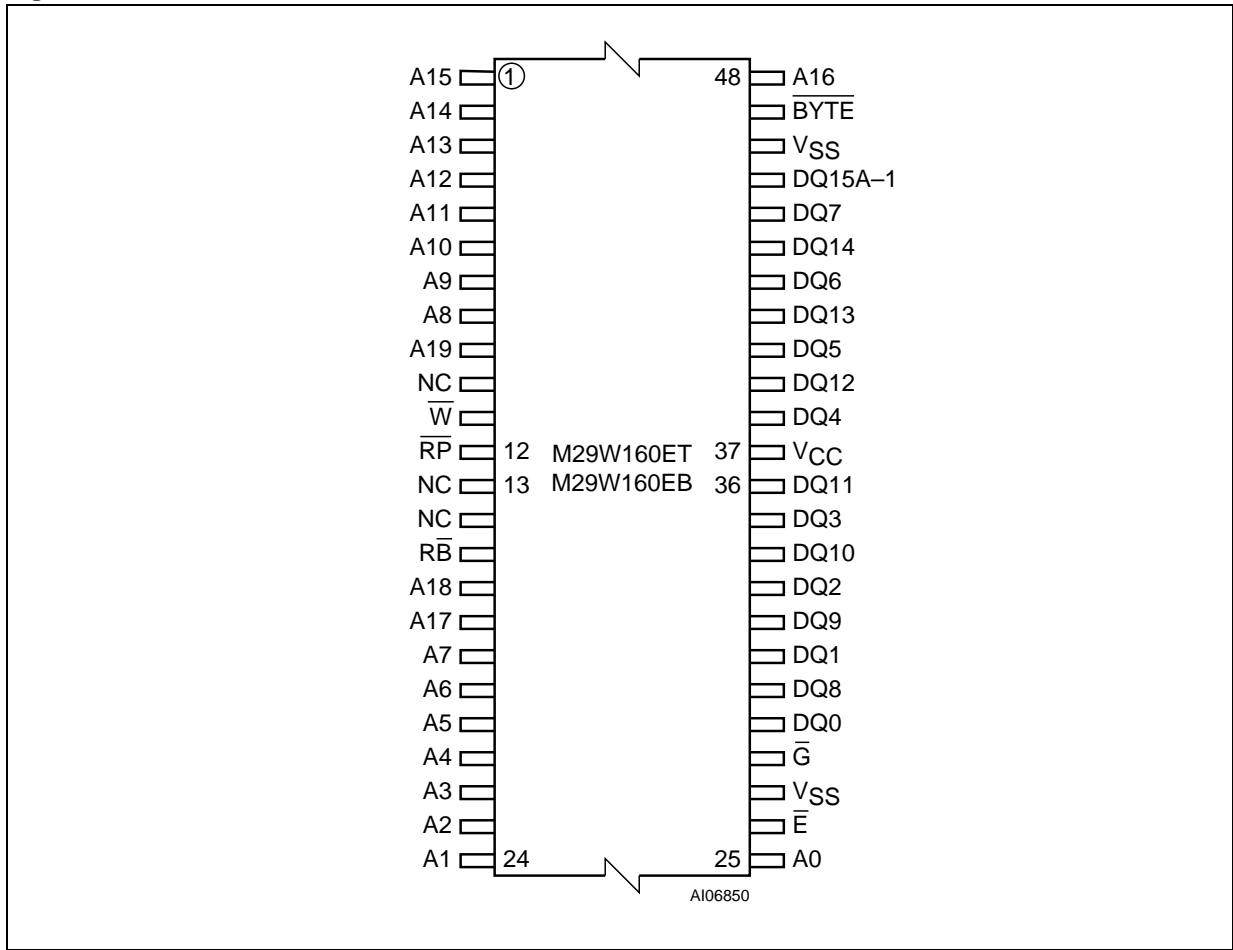 A15 1 48 A16
A14 B̅Y̅T̅E̅
A13 VSS
A12 DQ15A–1
A11 DQ7
A10 DQ14
A9 DQ6
A8 DQ13
A19 DQ5
NC DQ12
W̅ DQ4
R̅P̅ 12 M29W160ET 37 VCC
NC 13 M29W160EB 36 DQ11
NC DQ3
RB̅ DQ10
A18 DQ2
A17 DQ9
A7 DQ1
A6 DQ8
A5 DQ0
A4 G̅
A3 VSS
A2 E̅
A1 24 25 A0
AI06850